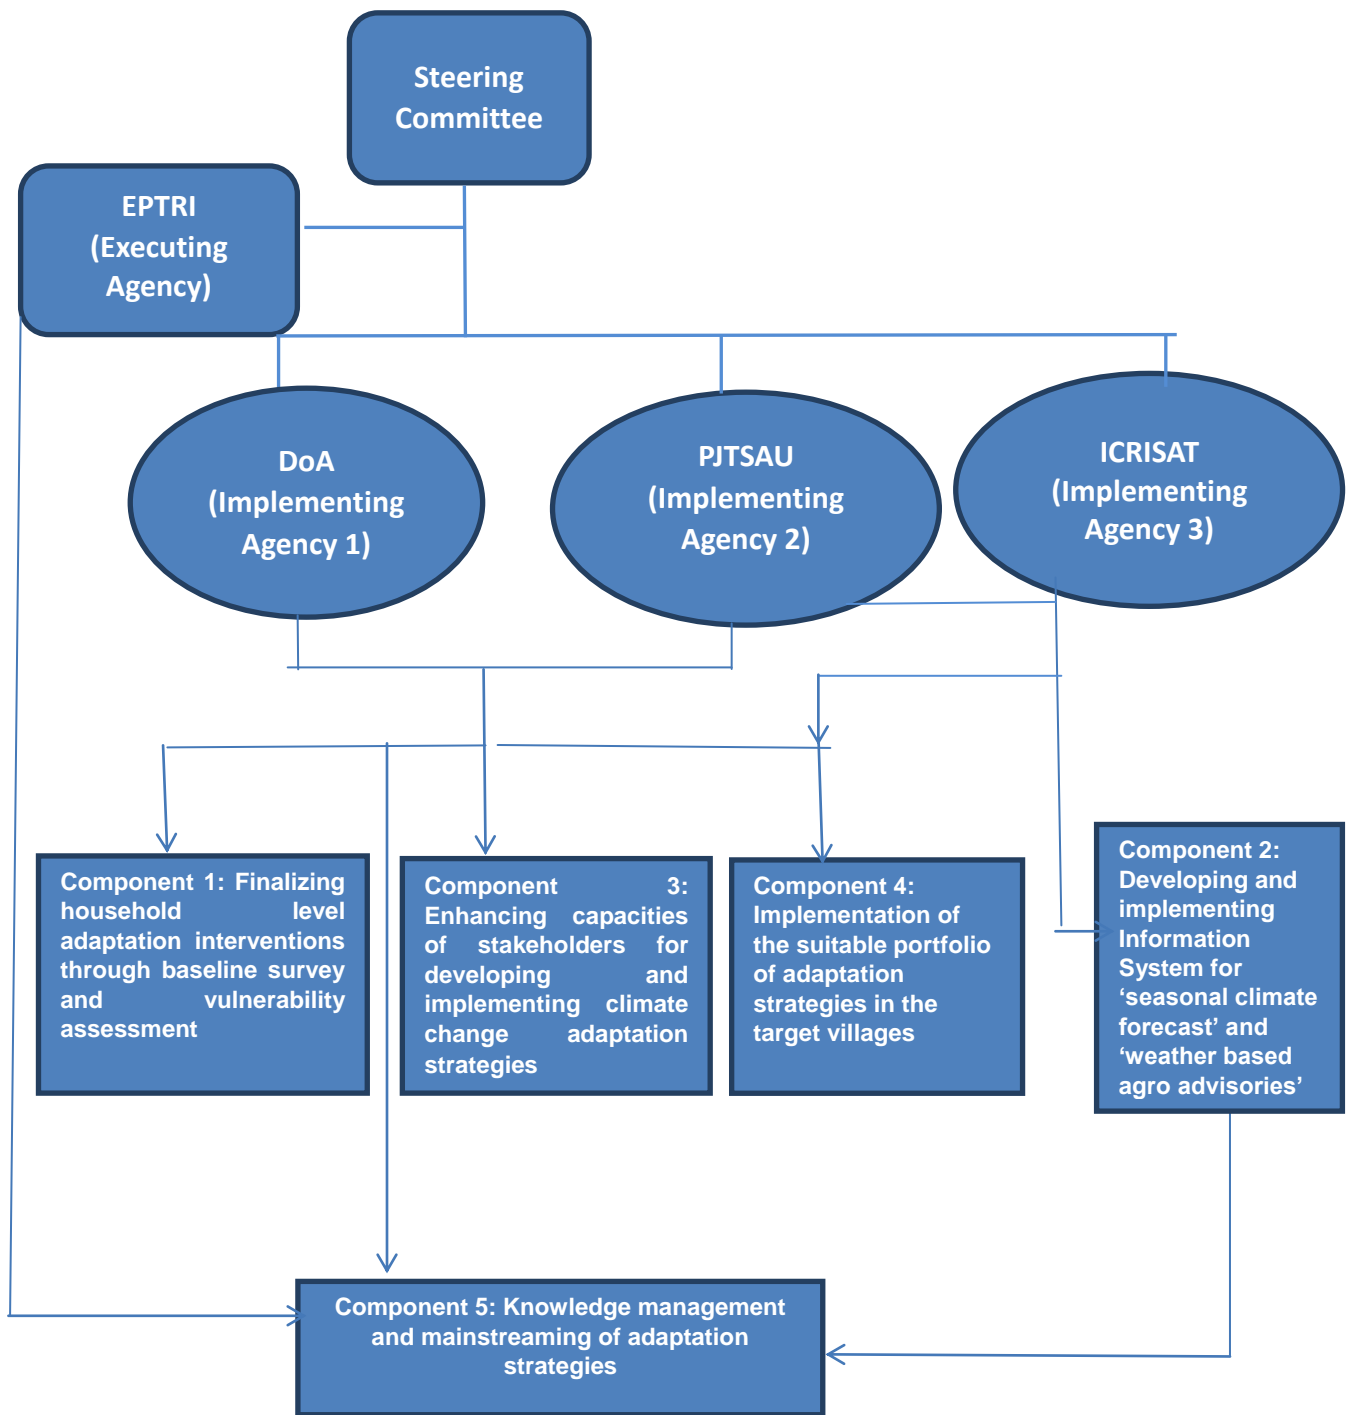 Steering
Committee
EPTRI
(Executing
Agency)
DoA
(Implementing
Agency 1)
PJTSAU
(Implementing
Agency 2)
ICRISAT
(Implementing
Agency 3)
Component 1: Finalizing
household level
adaptation interventions
through baseline survey
and vulnerability
assessment
Component 3:
Enhancing capacities
of stakeholders for
developing and
implementing climate
change adaptation
strategies
Component 4:
Implementation of
the suitable portfolio
of adaptation
strategies in the
target villages
Component 2:
Developing and
implementing
Information
System for
‘seasonal climate
forecast’ and
‘weather based
agro advisories’
Component 5: Knowledge management
and mainstreaming of adaptation
strategies